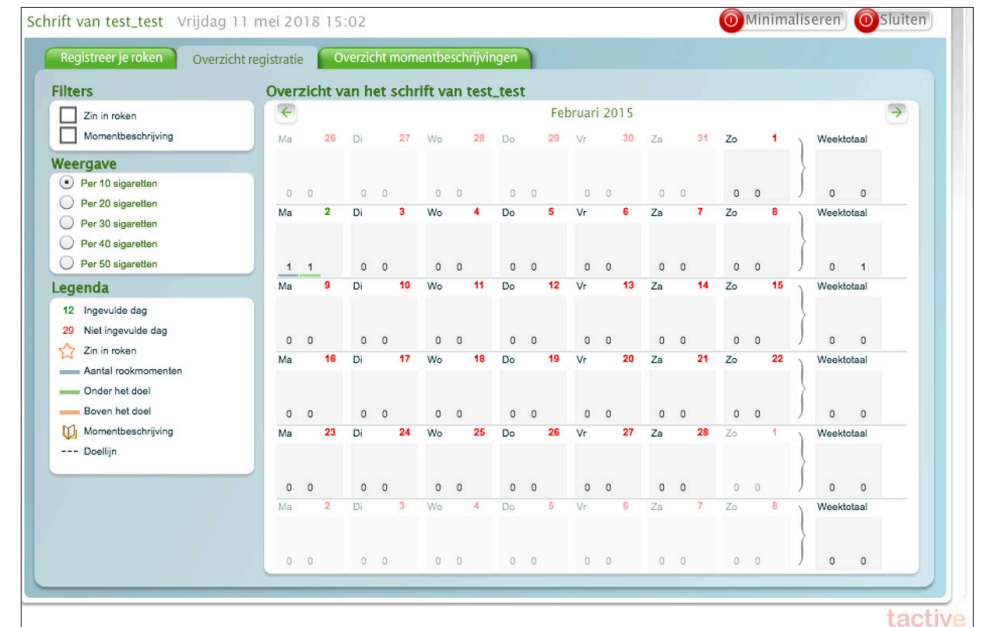 Schrift van test_test Vrijdag 11 mei 2018 15:02 Minimaliseren Sluiten
Registreer je roken Overzicht registratie Overzicht momentbeschrijvingen
Filters
Zin in roken
Momentbeschrijving
Weergave
Per 10 sigaretten
Per 20 sigaretten
Per 30 sigaretten
Per 40 sigaretten
Per 50 sigaretten
Legenda
12 Ingevulde dag
29 Niet ingevulde dag
Zin in roken
Aantal rookmomenten
Onder het doel
Boven het doel
Momentbeschrijving
Doellijn
Overzicht van het schrift van test_test
Februari 2015
Ma 26 Di 27 Wo 28 Do 29 Vr 30 Za 31 Zo 1 Weektotaal
0 0 0 0 0 0 0 0 0 0 0 0 0 0 0 0
Ma 2 Di 3 Wo 4 Do 5 Vr 6 Za 7 Zo 8 Weektotaal
1 1 0 0 0 0 0 0 0 0 0 0 0 0 0 1
Ma 9 Di 10 Wo 11 Do 12 Vr 13 Za 14 Zo 15 Weektotaal
0 0 0 0 0 0 0 0 0 0 0 0 0 0 0 0
Ma 16 Di 17 Wo 18 Do 19 Vr 20 Za 21 Zo 22 Weektotaal
0 0 0 0 0 0 0 0 0 0 0 0 0 0 0 0
Ma 23 Di 24 Wo 25 Do 26 Vr 27 Za 28 Zo 1 Weektotaal
0 0 0 0 0 0 0 0 0 0 0 0 0 0 0 0
Ma 2 Di 3 Wo 4 Do 5 Vr 6 Za 7 Zo 8 Weektotaal
0 0 0 0 0 0 0 0 0 0 0 0 0 0 0 0
tactive